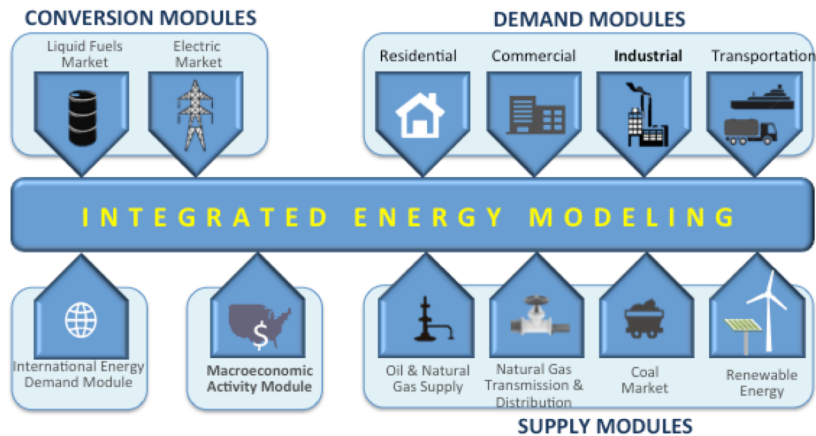 CONVERSION MODULES
DEMAND MODULES
Liquid Fuels
Market
Electric
Market
Residential
Commercial
Industrial
Transportation
INTEGRATED ENERGY MODELING
$
International Energy
Demand Module
Macroeconomic
Activity Module
Oil & Natural
Gas Supply
Natural Gas
Transmission &
Distribution
Coal
Market
Renewable
Energy
SUPPLY MODULES